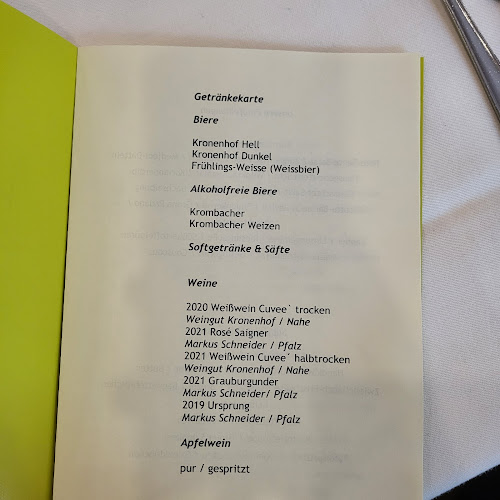 Getränkekarte
Biere
Kronenhof Hell
Kronenhof Dunkel
Frühlings-Weisse (Weissbier)
Alkoholfreie Biere
Krombacher
Krombacher Weizen
Softgetränke & Säfte
Weine
2020 Weißwein Cuvee` trocken
Weingut Kronenhof / Nahe
2021 Rosé Saigner
Markus Schneider / Pfalz
2021 Weißwein Cuvee` halbtrocken
Weingut Kronenhof / Nahe
2021 Grauburgunder
Markus Schneider/ Pfalz
2019 Ursprung
Markus Schneider / Pfalz
Apfelwein
pur / gespritzt